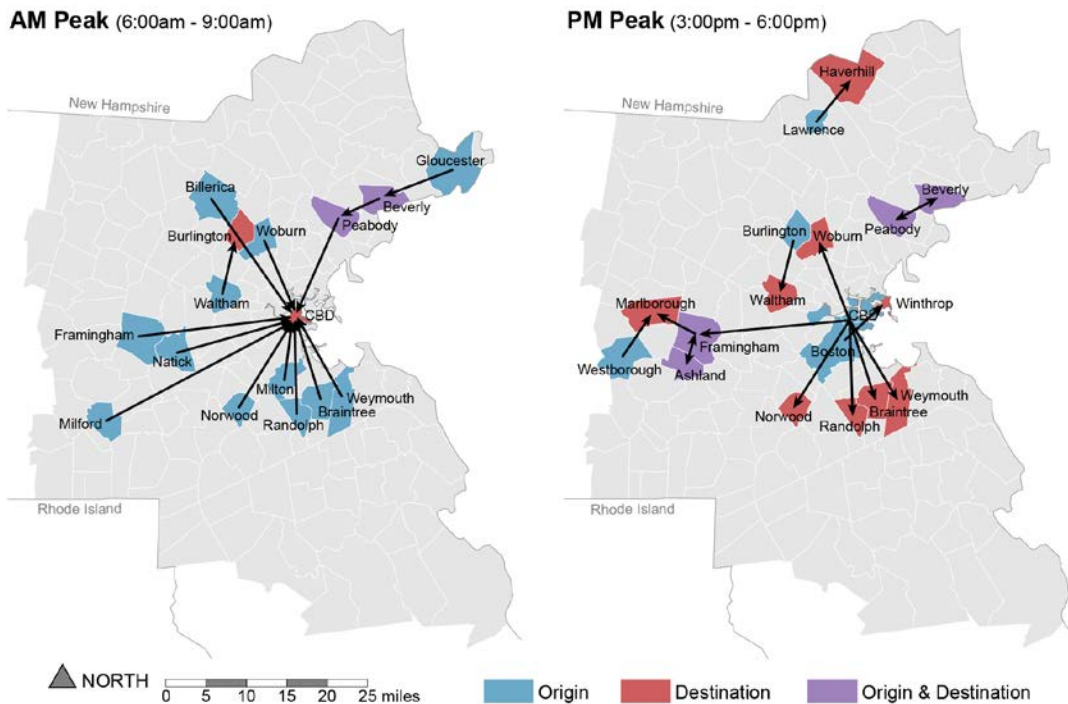 AM Peak (6:00am - 9:00am)
New Hampshire
Gloucester
Billerica
Beverly
Peabody
Burlington
Woburn
Waltham
CBD
Framingham
Natick
Milton
Weymouth
Norwood
Braintree
Milford
Randolph
Rhode Island
PM Peak (3:00pm - 6:00pm)
Haverhill
New Hampshire
Lawrence
Beverly
Peabody
Burlington
Woburn
Waltham
Marlborough
Winthrop
CBD
Framingham
Boston
Westborough
Ashland
Weymouth
Norwood
Braintree
Randolph
Rhode Island
NORTH
0 5 10 15 20 25 miles
Origin
Destination
Origin & Destination